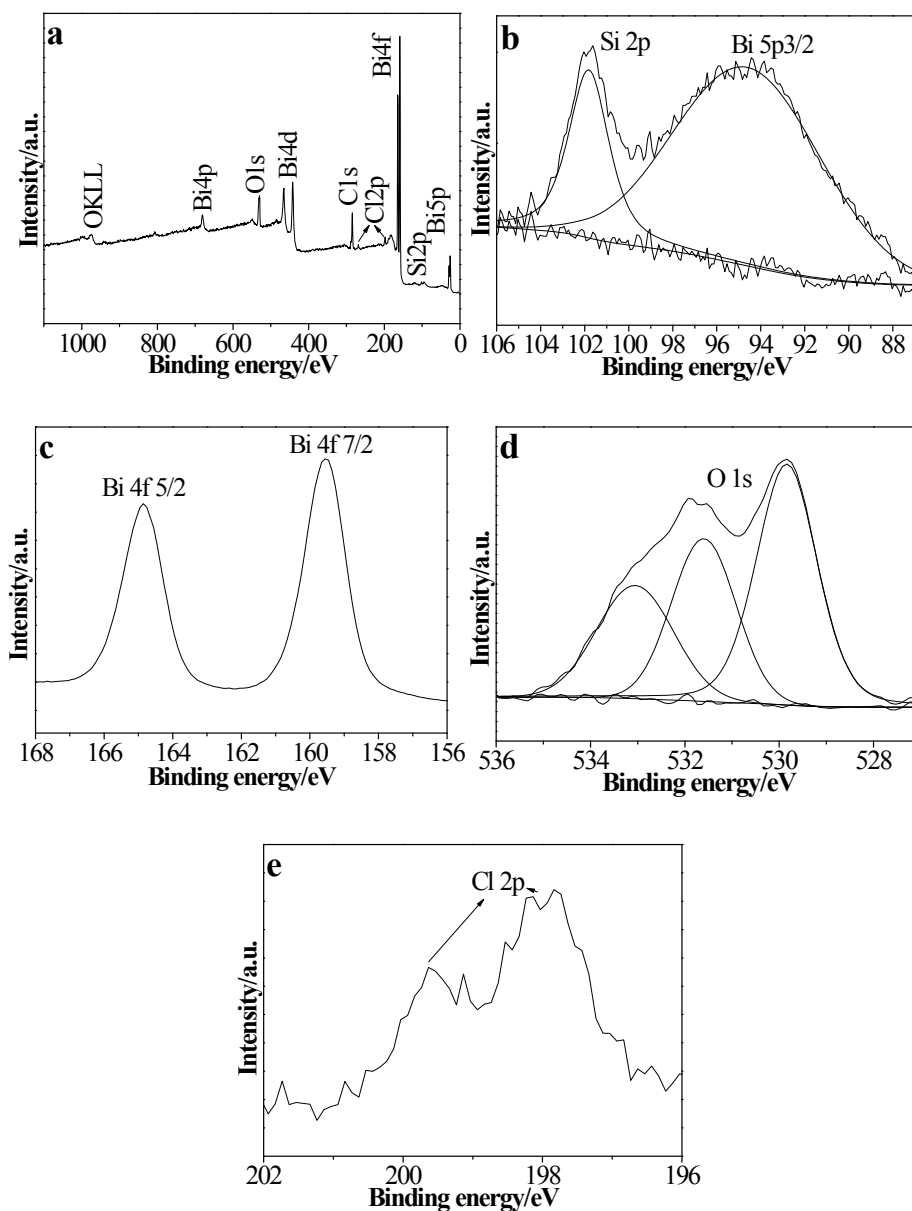 a
Intensity/a.u.
OKLL
Bi4p
O1s
Bi4d
C1s
Cl2p
Bi4f
Si2p
Bi5p
1000 800 600 400 200 0
Binding energy/eV
b
Intensity/a.u.
Si 2p
Bi 5p3/2
106 104 102 100 98 96 94 92 90 88
Binding energy/eV
c
Intensity/a.u.
Bi 4f 5/2
Bi 4f 7/2
168 166 164 162 160 158 156
Binding energy/eV
d
Intensity/a.u.
O 1s
536 534 532 530 528
Binding energy/eV
e
Intensity/a.u.
Cl 2p
202 200 198 196
Binding energy/eV